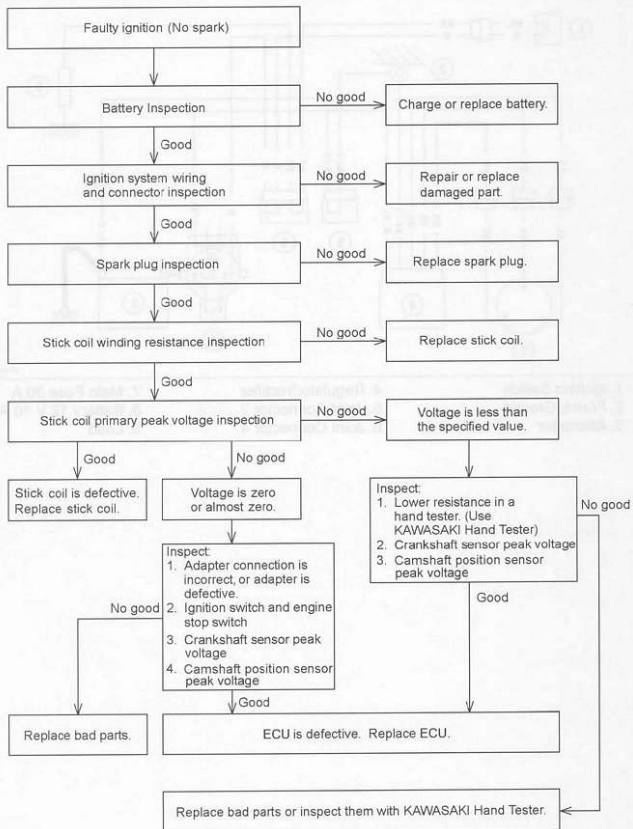 Faulty ignition (No spark)
Battery Inspection
No good
Charge or replace battery.
Good
Ignition system wiring
and connector inspection
No good
Repair or replace
damaged part.
Good
Spark plug inspection
No good
Replace spark plug.
Good
Stick coil winding resistance inspection
No good
Replace stick coil.
Good
Stick coil primary peak voltage inspection
No good
Voltage is less than
the specified value.
Good
No good
Stick coil is defective.
Replace stick coil.
Voltage is zero
or almost zero.
Inspect:
1. Lower resistance in a
hand tester. (Use
KAWASAKI Hand Tester)
2. Crankshaft sensor peak voltage
3. Camshaft position sensor
peak voltage
No good
Good
Inspect:
1. Adapter connection is
incorrect, or adapter is
defective.
2. Ignition switch and engine
stop switch
3. Crankshaft sensor peak
voltage
4. Camshaft position sensor
peak voltage
No good
Good
Replace bad parts.
ECU is defective. Replace ECU.
Replace bad parts or inspect them with KAWASAKI Hand Tester.